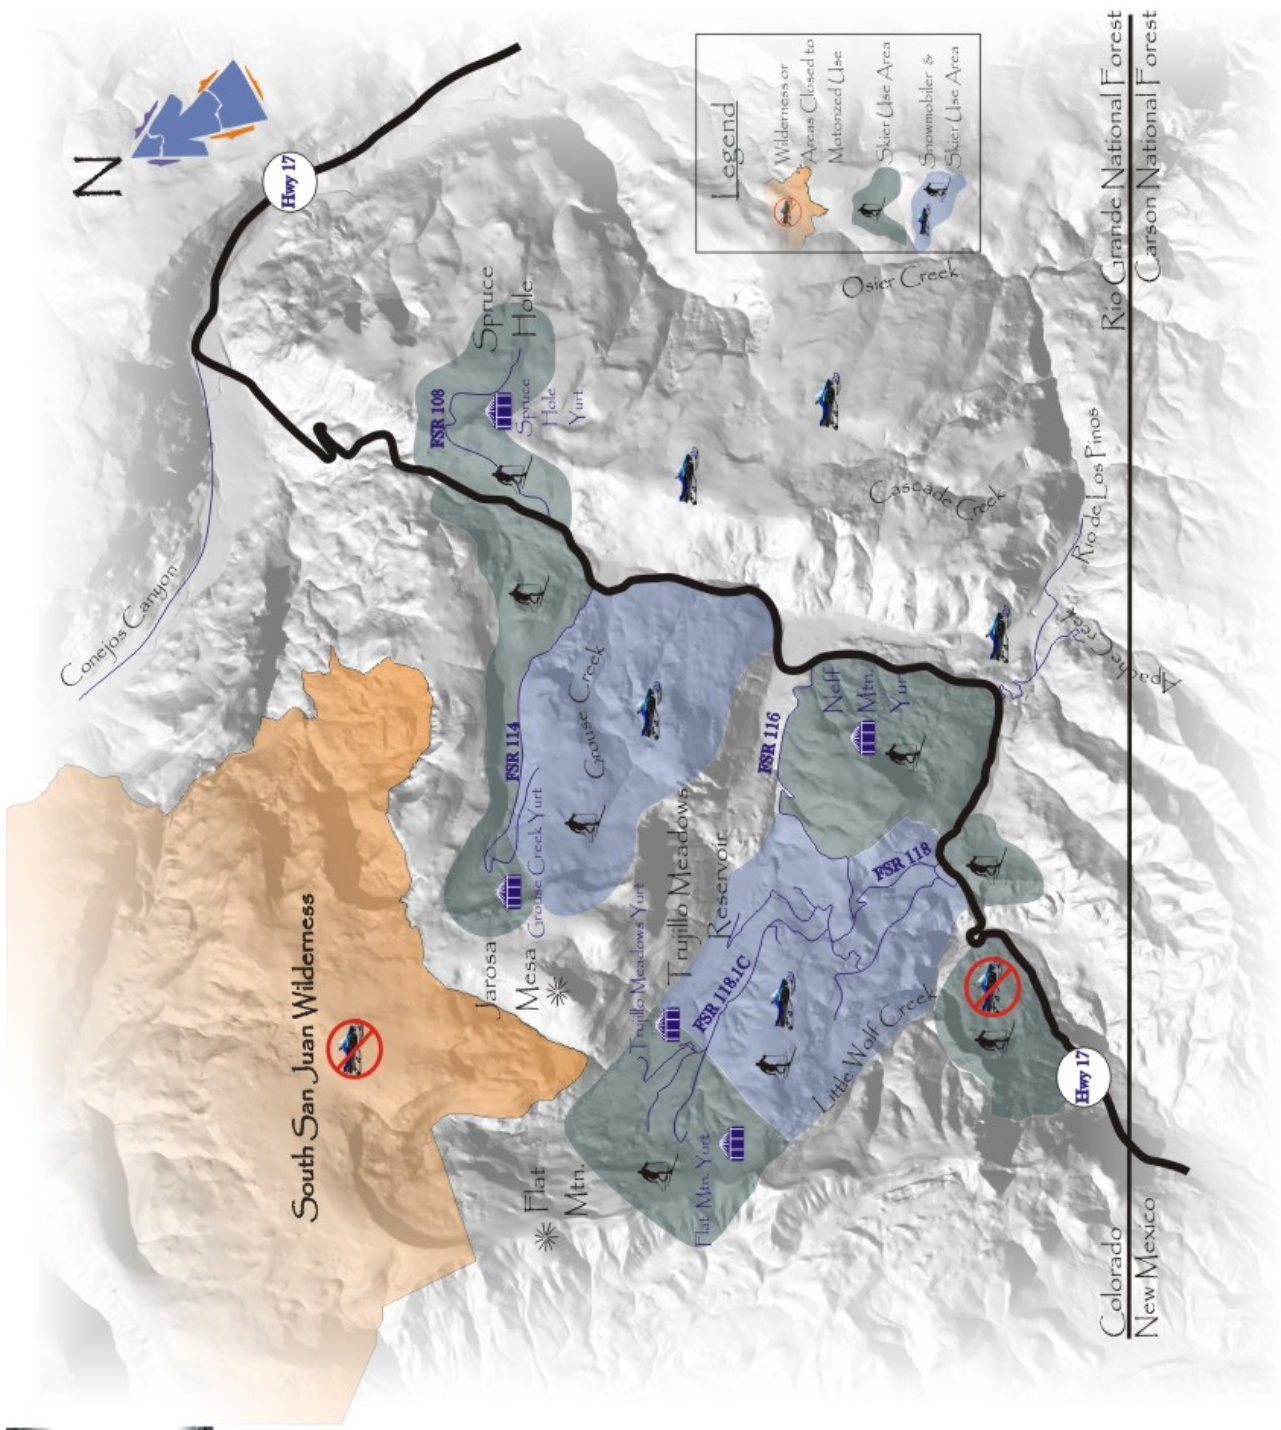 N
Hwy 17
Conejos Canyon
South San Juan Wilderness
FSR 108
Spruce
Hole
Spruce
Hole
Yurt
FSR 114
Grouse Creek
Grouse Creek Yurt
Jarosa
Mesa
Flat
Mtn.
Trujillo Meadows Yurt
Trujillo Meadows
Reservoir
FSR 116
Neff
Mtn.
Yurt
FSR 118
FSR 118.1C
Little Wolf Creek
Flat Mtn. Yurt
Hwy 17
Cascade Creek
Osier Creek
Rio de Los Pinos
Apache Creek
Legend
Wilderness or
Areas Closed to
Motorized Use
Skier Use Area
Snowmobiler &
Skier Use Area
Colorado
New Mexico
Rio Grande National Forest
Carson National Forest